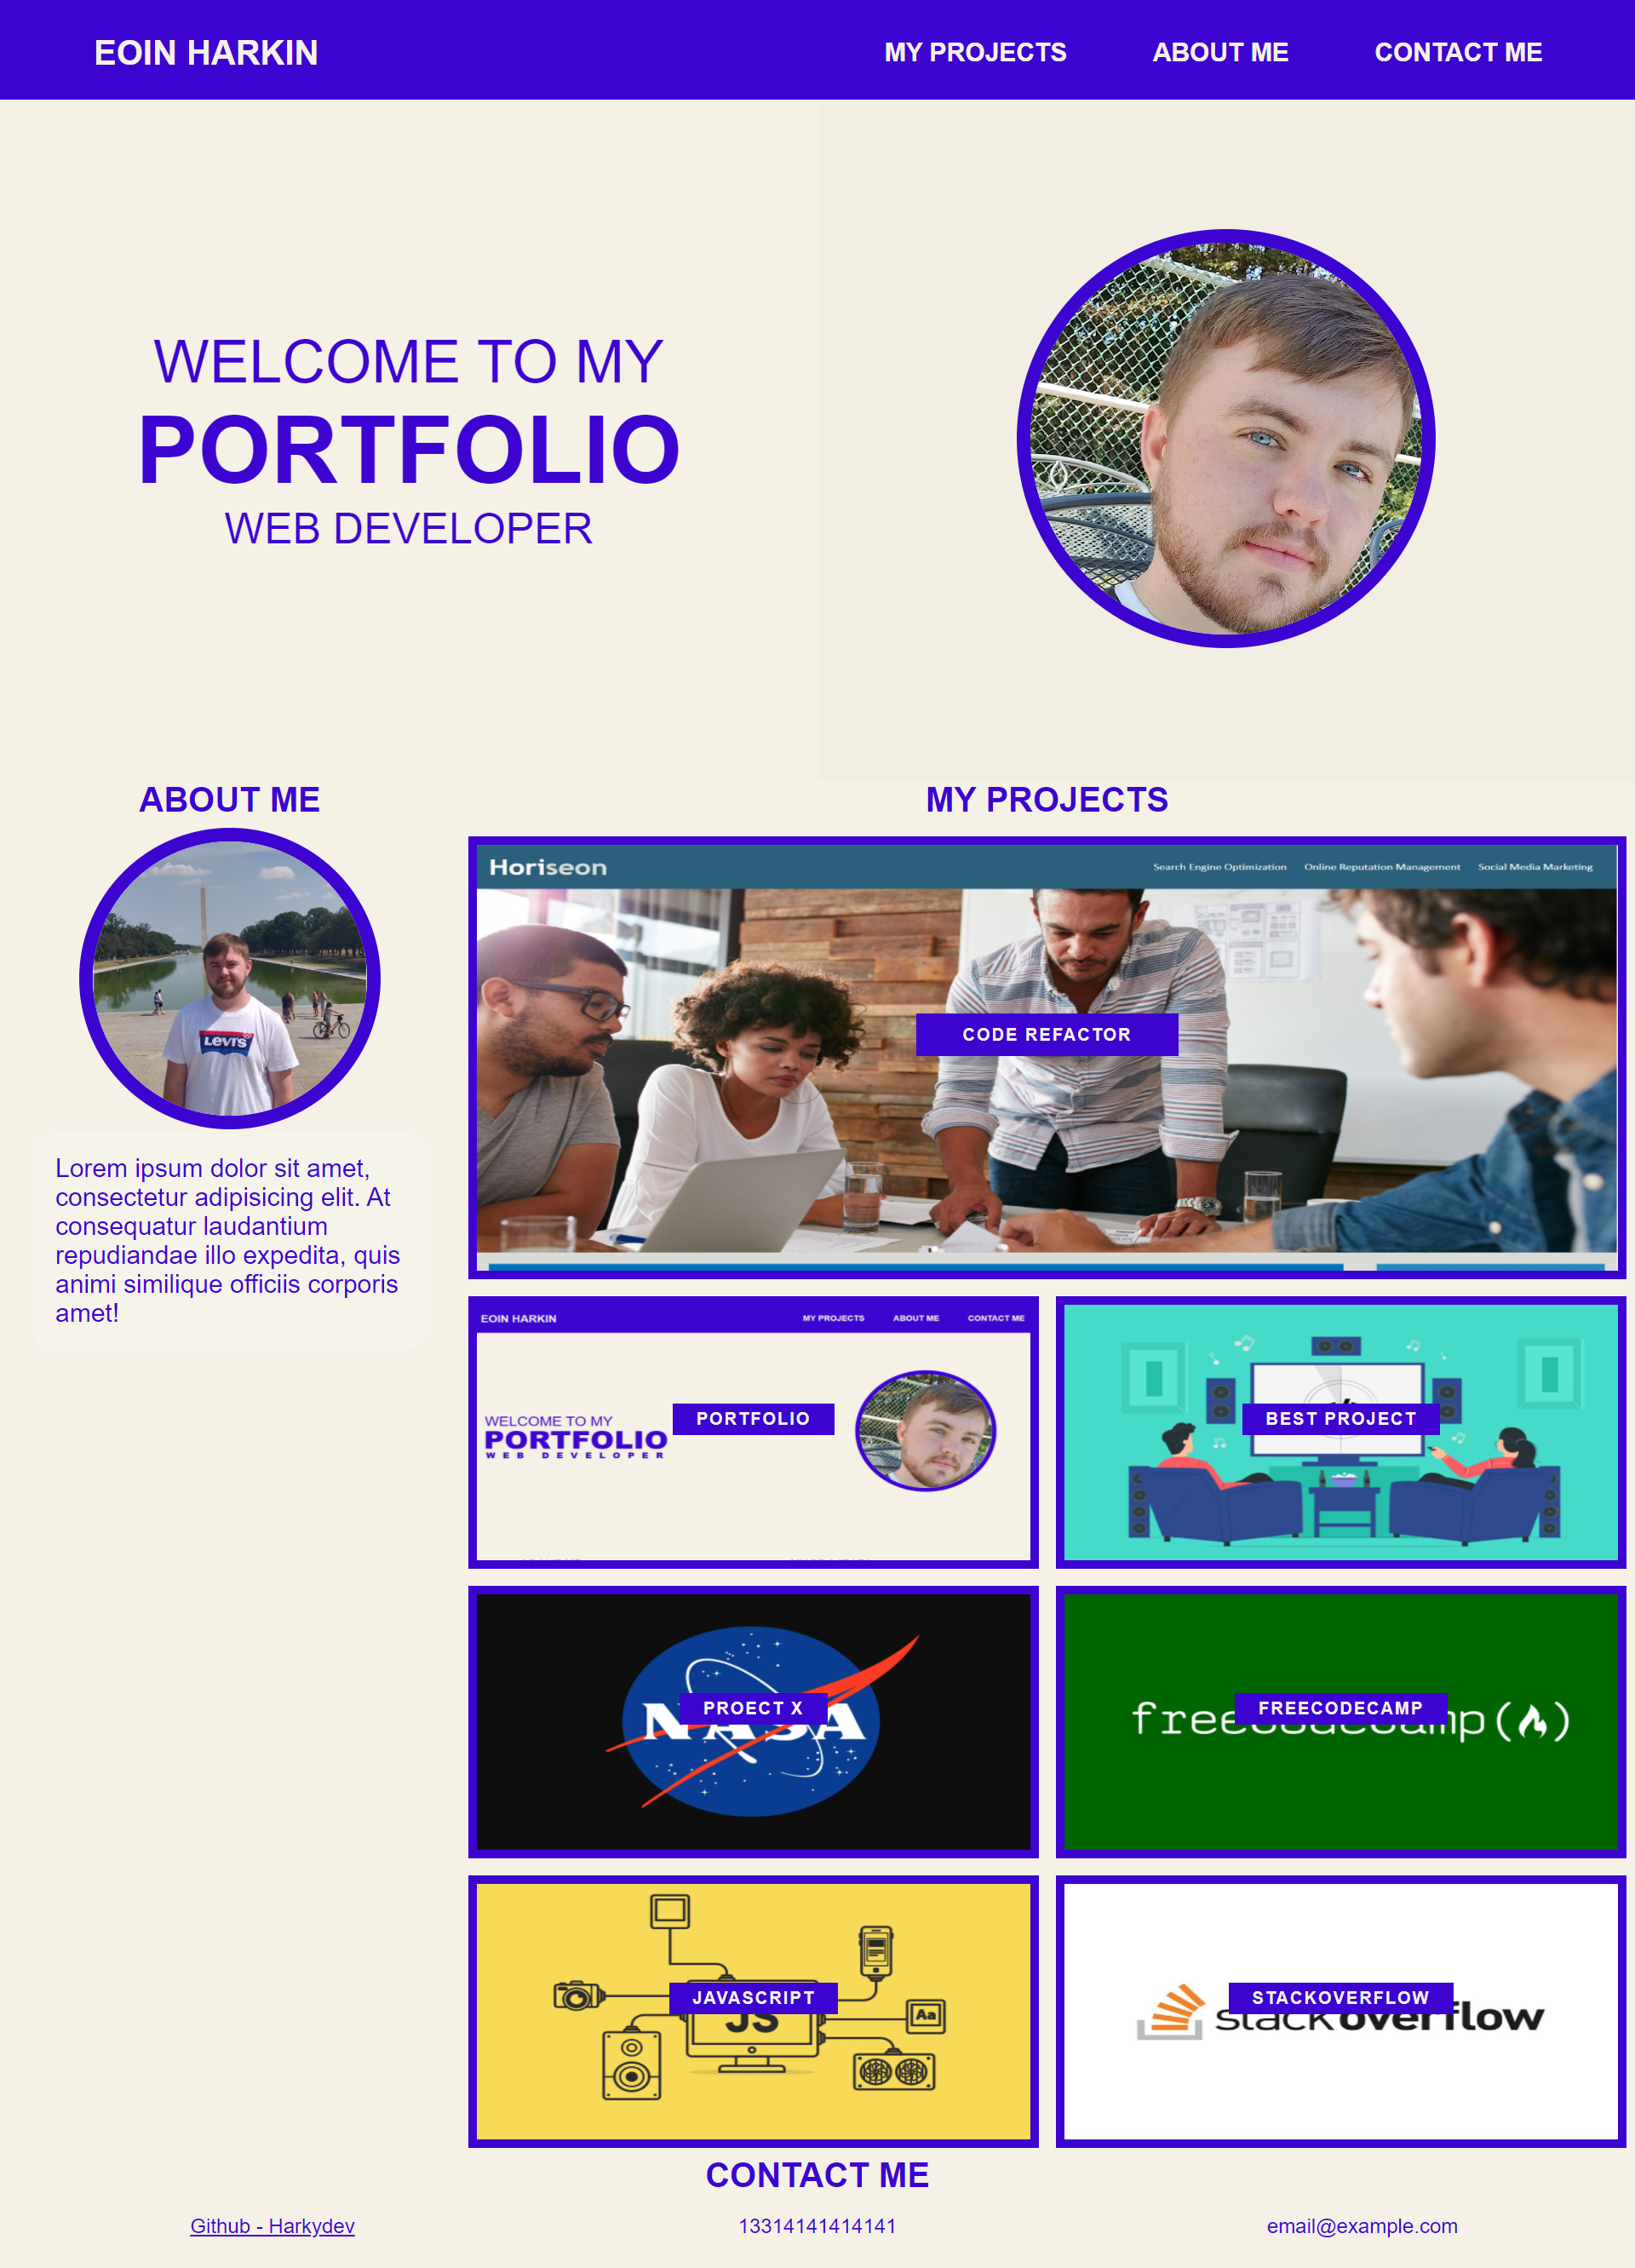 EOIN HARKIN
MY PROJECTS
ABOUT ME
CONTACT ME
WELCOME TO MY
PORTFOLIO
WEB DEVELOPER
ABOUT ME
Levi's
Lorem ipsum dolor sit amet,
consectetur adipisicing elit. At
consequatur laudantium
repudiandae illo expedita, quis
animi similique officiis corporis
amet!
MY PROJECTS
Horiseon
Search Engine Optimization
Online Reputation Management
Social Media Marketing
CODE REFACTOR
EOIN HARKIN
MY PROJECTS
ABOUT ME
CONTACT ME
WELCOME TO MY
PORTFOLIO
WEB DEVELOPER
PORTFOLIO
BEST PROJECT
PROECT X
NASA
FREECODECAMP
freecodecamp(
)
JAVASCRIPT
JS
Aa
STACKOVERFLOW
stackoverflow
CONTACT ME
Github - Harkydev
13314141414141
email@example.com